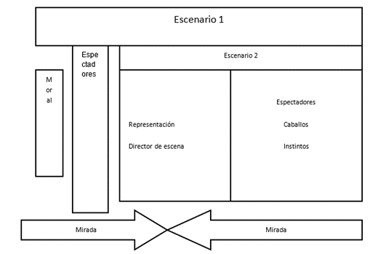 Escenario 1
Espe
ctad
ores
Escenario 2
M
or
al
Espectadores
Representación
Caballos
Director de escena
Instintos
Mirada
Mirada